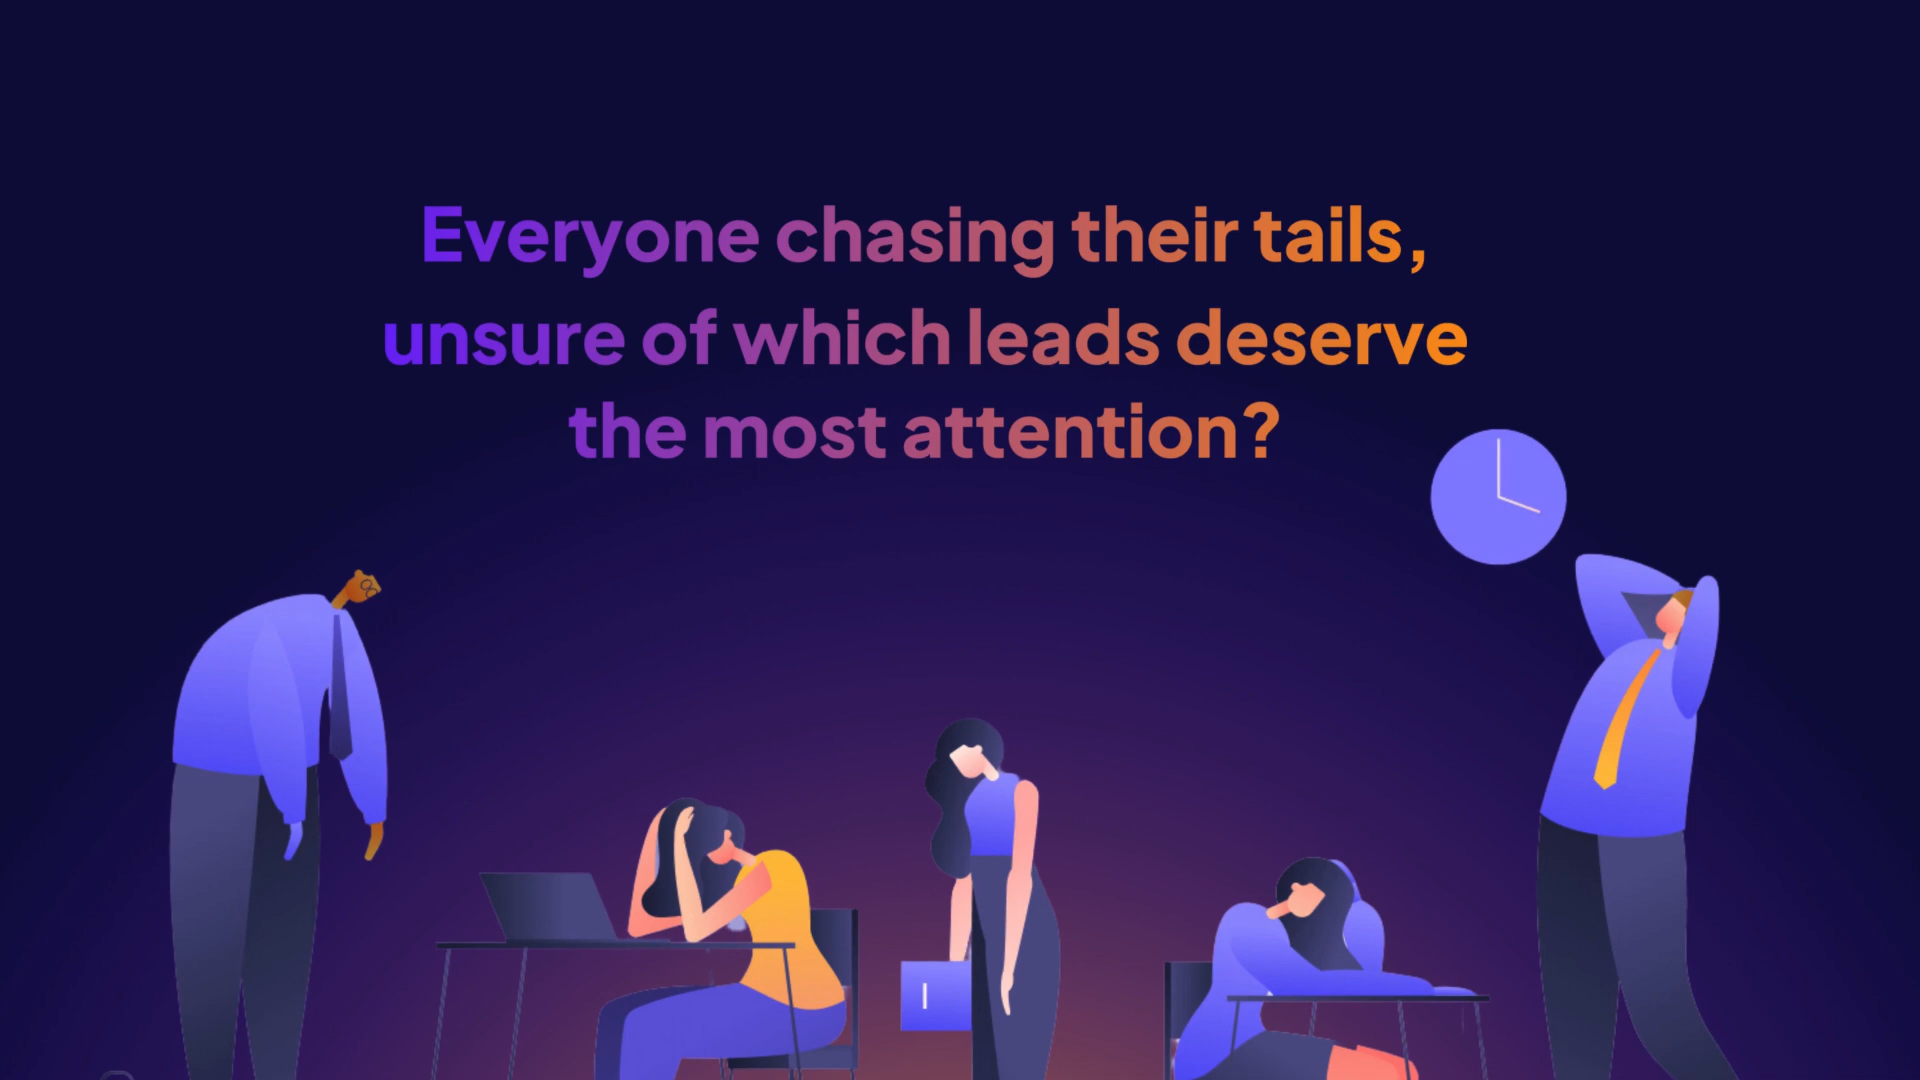 Everyone chasing their tails,
unsure of which leads deserve
the most attention?